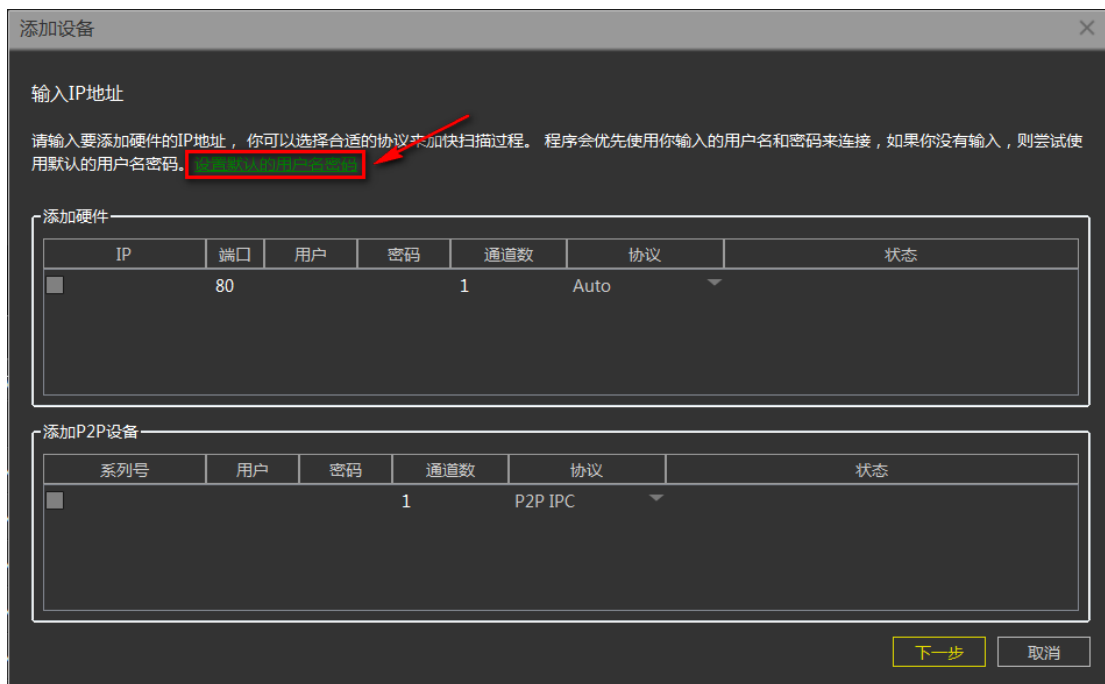 添加设备
输入IP地址
请输入要添加硬件的IP地址，你可以选择合适的协议来加快扫描过程。 程序会优先使用你输入的用户名和密码来连接，如果你没有输入，则尝试使
用默认的用户名密码。设置默认的用户名密码
添加硬件
IP 端口 用户 密码 通道数 协议 状态
80 1 Auto
添加P2P设备
系列号 用户 密码 通道数 协议 状态
1 P2P IPC
下一步 取消